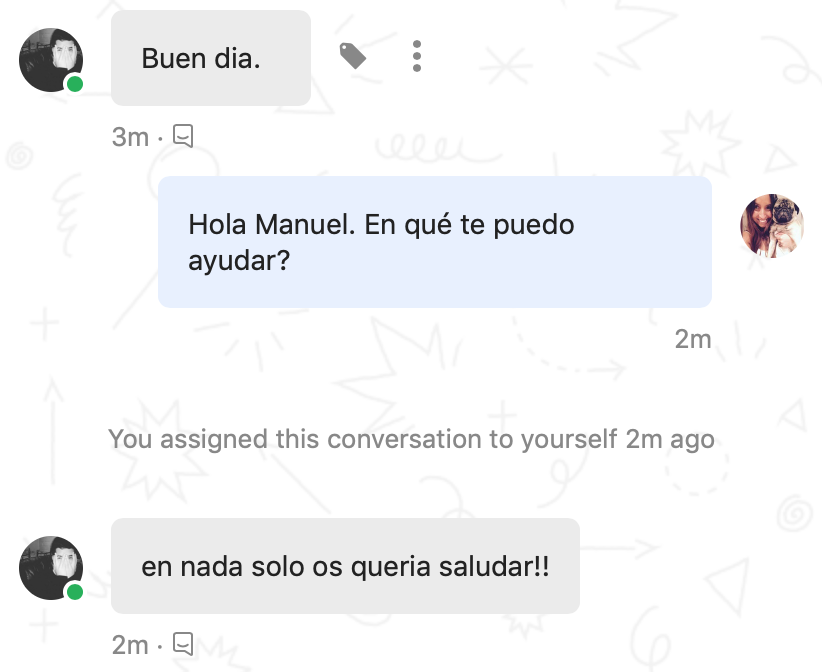 Buen dia.
3m ·
Hola Manuel. En qué te puedo
ayudar?
2m
You assigned this conversation to yourself 2m ago
en nada solo os queria saludar!!
2m ·